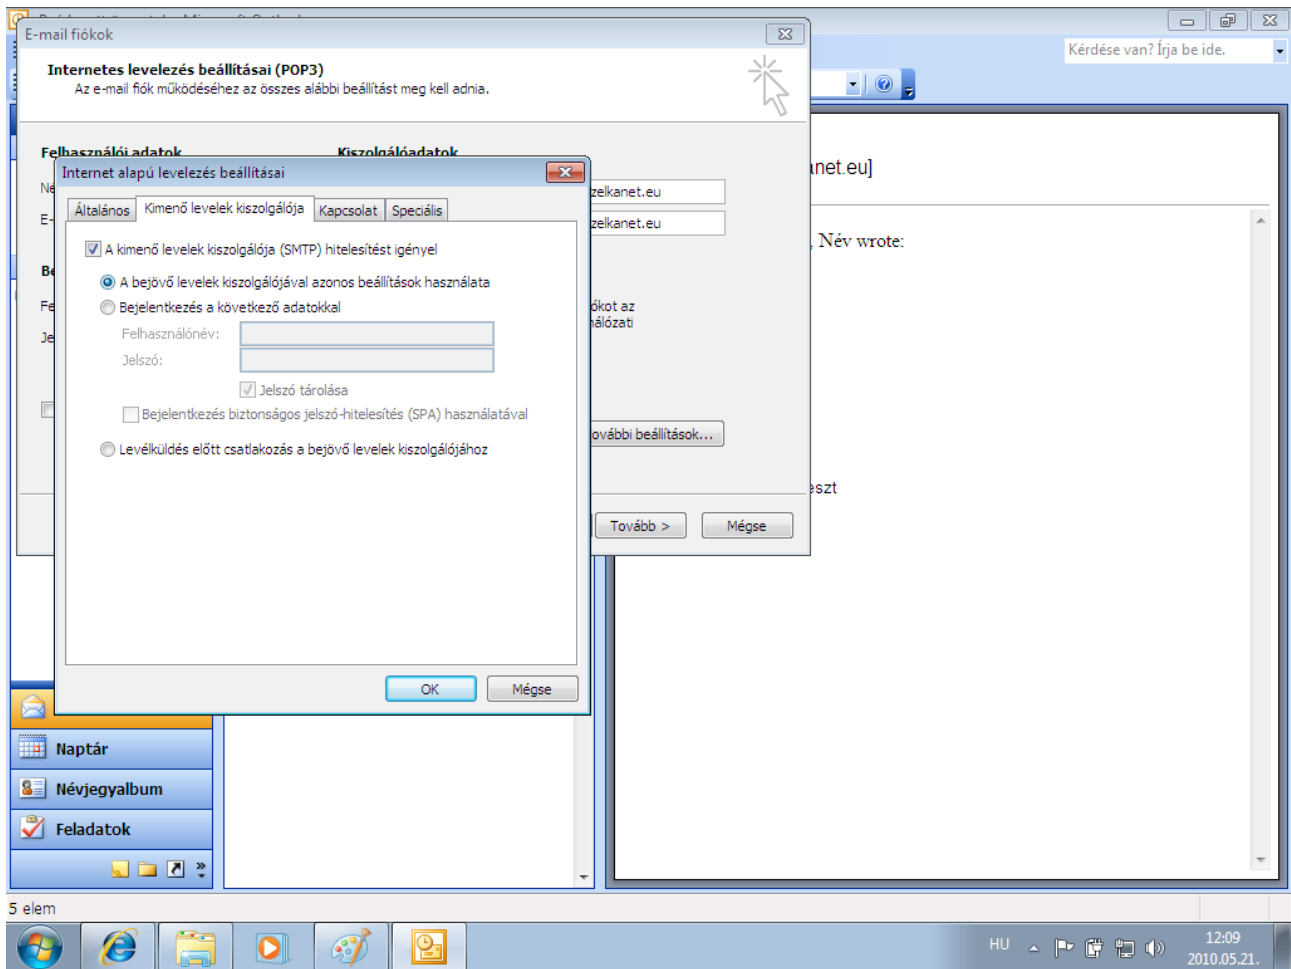 E-mail fiókok
Kérdése van? Írja be ide.
Internetes levelezés beállításai (POP3)
Az e-mail fiók működéséhez az összes alábbi beállítást meg kell adnia.
Felhasználói adatok
Kiszolgálóadatok
Internet alapú levelezés beállításai
Általános
Kimenő levelek kiszolgálója
Kapcsolat
Speciális
zelkanet.eu
zelkanet.eu
net.eu]
, Név wrote:
A kimenő levelek kiszolgálója (SMTP) hitelesítést igényel
A bejövő levelek kiszolgálójával azonos beállítások használata
Bejelentkezés a következő adatokkal
Felhasználónév:
Jelszó:
Jelszó tárolása
Bejelentkezés biztonságos jelszó-hitelesítés (SPA) használatával
Levélküldés előtt csatlakozás a bejövő levelek kiszolgálójához
ókot az
OK
Mégse
Tovább >
Mégse
ovábbi beállítások...
eszt
Naptár
Névjegyalbum
Feladatok
5 elem
HU
12:09
2010.05.21.